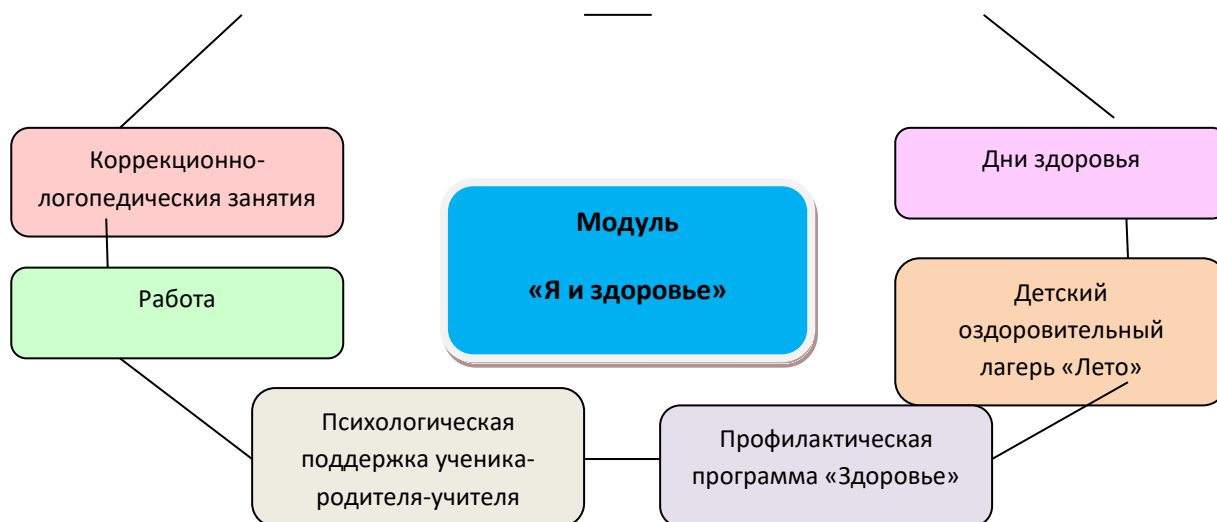 Коррекционно-
логопедическия занятия
Дни здоровья
Модуль
«Я и здоровье»
Работа
Детский
оздоровительный
лагерь «Лето»
Психологическая
поддержка ученика-
родителя-учителя
Профилактическая
программа «Здоровье»